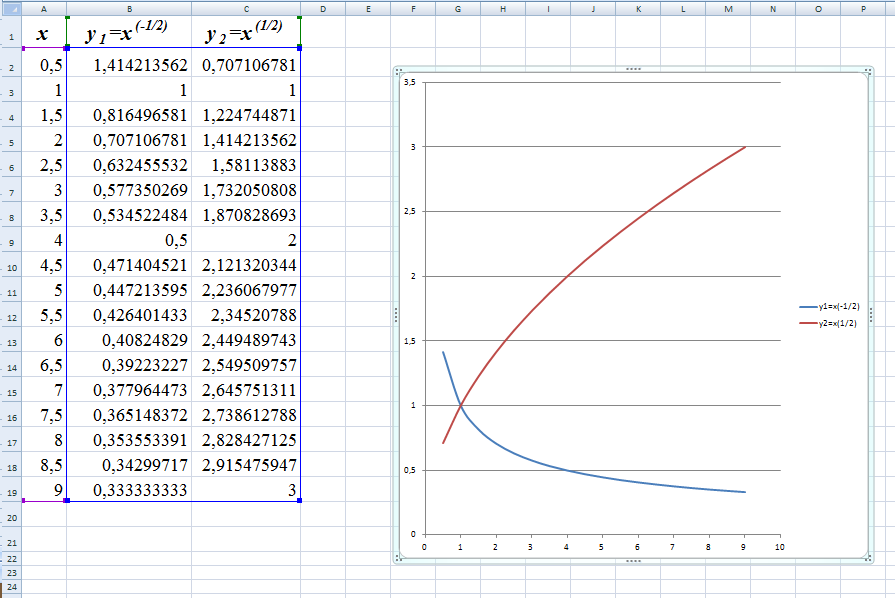 A B C D E F G H I J K L M N O P
1 x y1=x(-1/2) y2=x(1/2)
2 0,5 1,414213562 0,707106781
3 1 1 1
4 1,5 0,816496581 1,224744871
5 2 0,707106781 1,414213562
6 2,5 0,632455532 1,58113883
7 3 0,577350269 1,732050808
8 3,5 0,534522484 1,870828693
9 4 0,5 2
10 4,5 0,471404521 2,121320344
11 5 0,447213595 2,236067977
12 5,5 0,426401433 2,34520788
13 6 0,40824829 2,449489743
14 6,5 0,39223227 2,549509757
15 7 0,377964473 2,645751311
16 7,5 0,365148372 2,738612788
17 8 0,353553391 2,828427125
18 8,5 0,34299717 2,915475947
19 9 0,333333333 3
20
21
22
23
24
3,5
3
2,5
2
1,5
1
0,5
0
0 1 2 3 4 5 6 7 8 9 10
y1=x(-1/2)
y2=x(1/2)